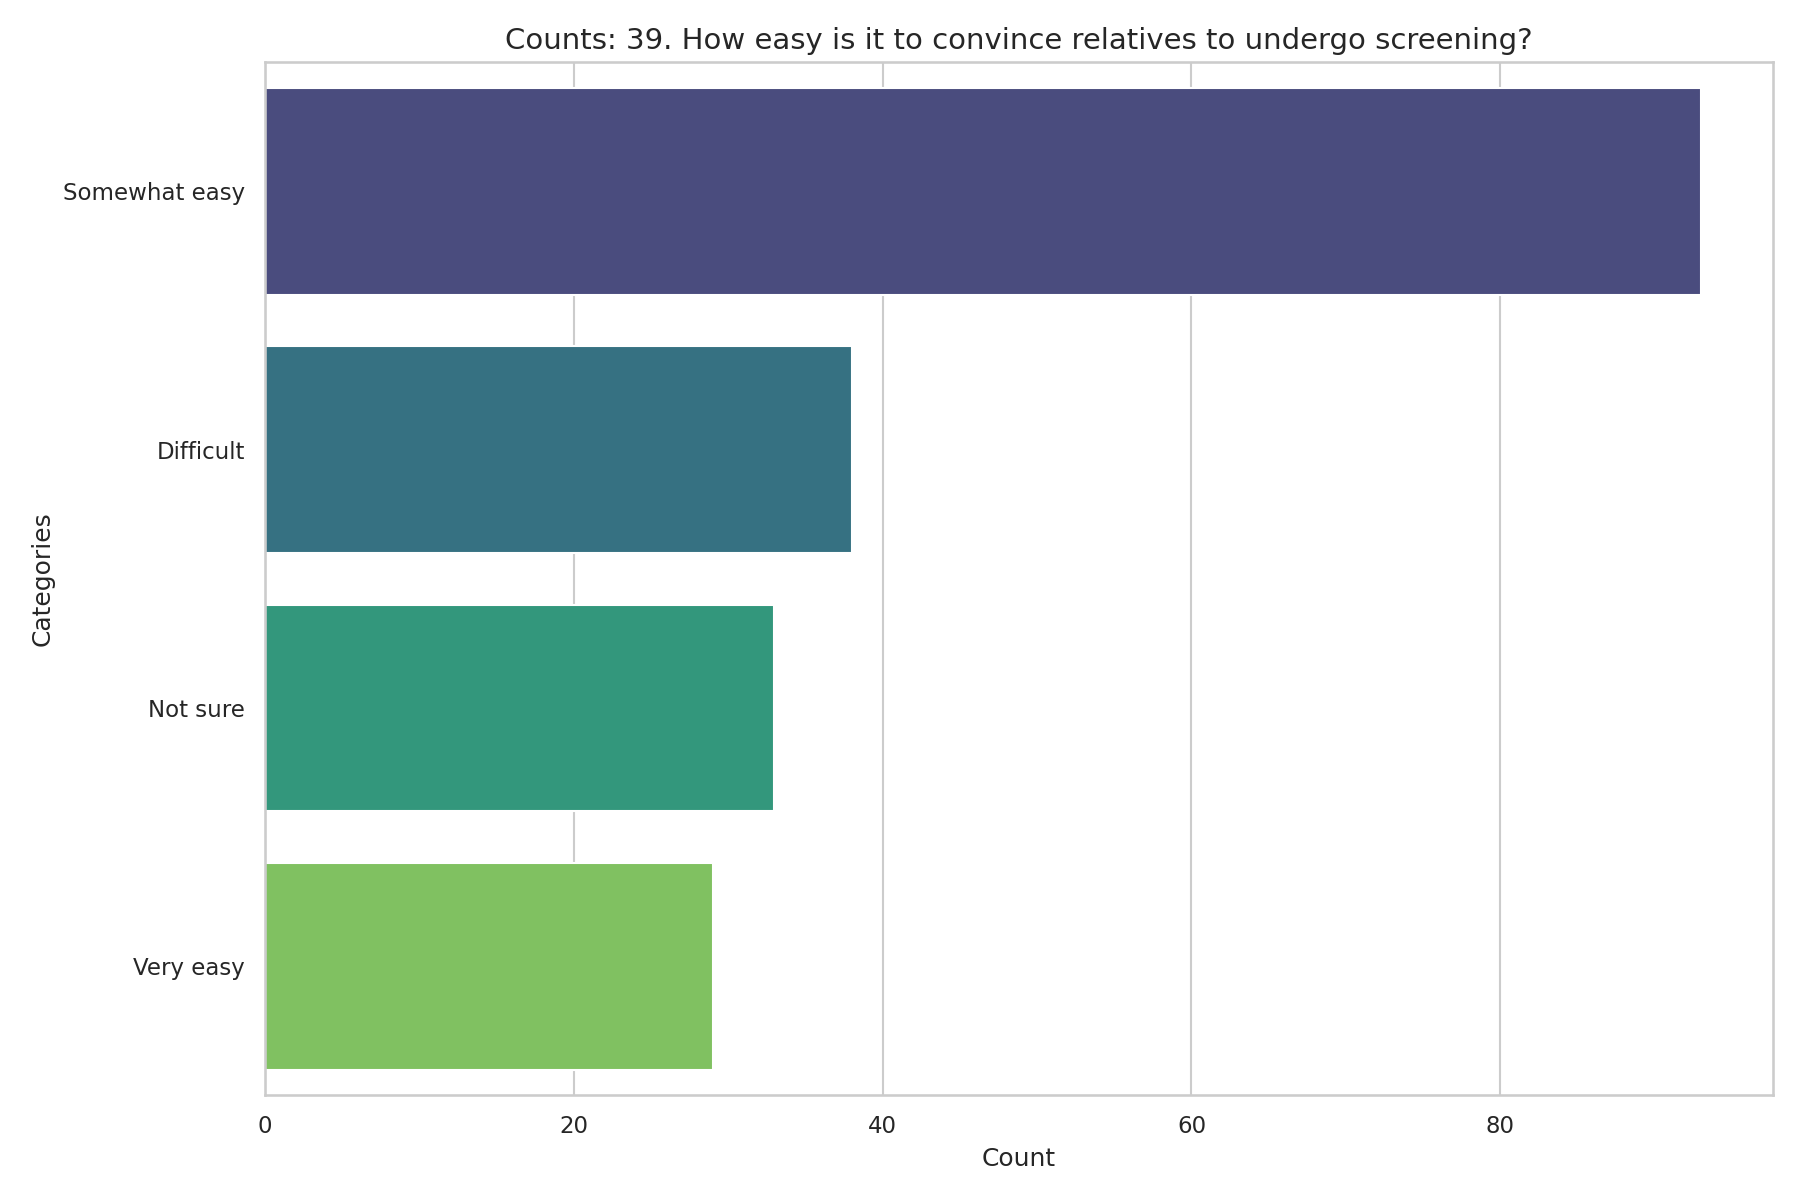 Counts: 39. How easy is it to convince relatives to undergo screening?
Somewhat easy
Difficult
Not sure
Very easy
Categories
0 20 40 60 80
Count